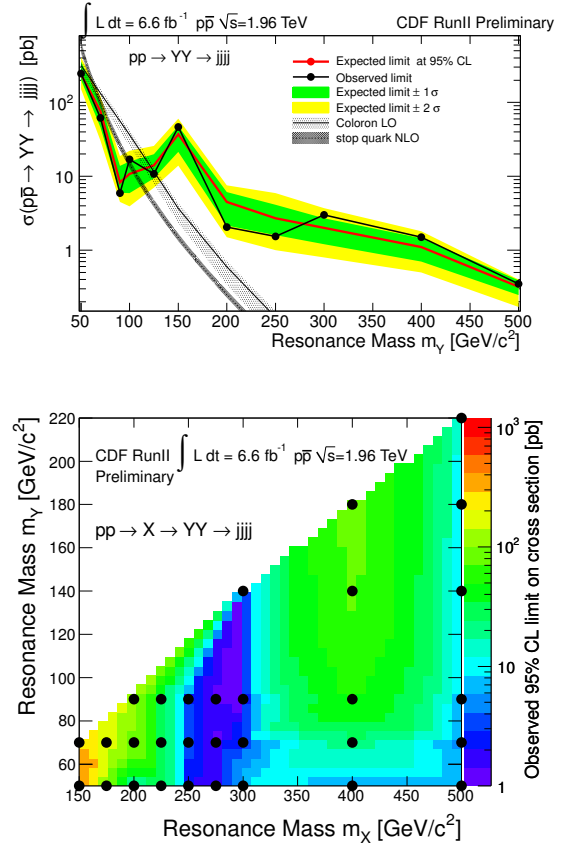 ∫ L dt = 6.6 fb⁻¹ pp̅ √s=1.96 TeV CDF RunII Preliminary
pp → YY → jjjj
Expected limit at 95% CL
Observed limit
Expected limit ± 1 σ
Expected limit ± 2 σ
Coloron LO
stop quark NLO
σ(pp̅ → YY → jjjj) [pb]
10²
10
1
50 100 150 200 250 300 350 400 450 500
Resonance Mass m_Y [GeV/c²]
CDF RunII ∫ L dt = 6.6 fb⁻¹ pp̅ √s=1.96 TeV
Preliminary
pp → X → YY → jjjj
Resonance Mass m_Y [GeV/c²]
220
200
180
160
140
120
100
80
60
150 200 250 300 350 400 450 500
Resonance Mass m_X [GeV/c²]
10³
10²
10
1
Observed 95% CL limit on cross section [pb]